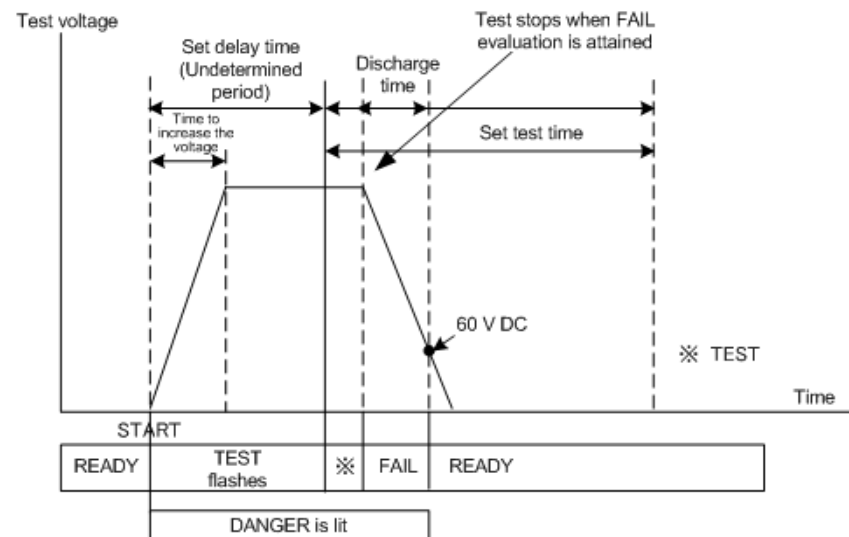 Test voltage
Set delay time
(Undetermined
period)
Time to
increase the
voltage
Discharge
time
Test stops when FAIL
evaluation is attained
Set test time
60 V DC
※ TEST
Time
START
READY
TEST
flashes
※
FAIL
READY
DANGER is lit